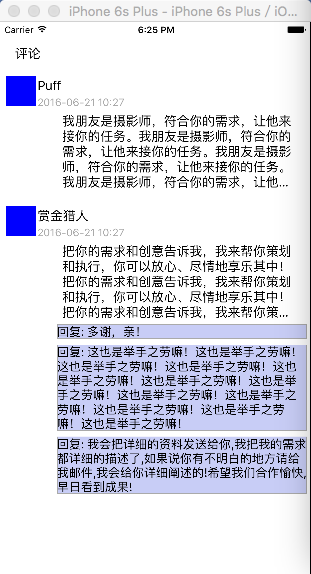 iPhone 6s Plus - iPhone 6s Plus / iO...
Carrier 6:25 PM
评论
Puff
2016-06-21 10:27
我朋友是摄影师，符合你的需求，让他来
接你的任务。我朋友是摄影师，符合你的
需求，让他来接你的任务。我朋友是摄影
师，符合你的需求，让他来接你的任务。
我朋友是摄影师，符合你的需求，让他...
赏金猎人
2016-06-21 10:27
把你的需求和创意告诉我，我来帮你策划
和执行，你可以放心、尽情地享乐其中！
把你的需求和创意告诉我，我来帮你策划
和执行，你可以放心、尽情地享乐其中！
把你的需求和创意告诉我，我来帮你策...
回复: 多谢，亲！
回复: 这也是举手之劳嘛！这也是举手之劳嘛！
这也是举手之劳嘛！这也是举手之劳嘛！这也
是举手之劳嘛！这也是举手之劳嘛！这也是举
手之劳嘛！这也是举手之劳嘛！这也是举手之
劳嘛！这也是举手之劳嘛！这也是举手之劳
嘛！这也是举手之劳嘛！
回复: 我会把详细的资料发送给你,我把我的需求
都详细的描述了,如果说你有不明白的地方请给
我邮件,我会给你详细阐述的!希望我们合作愉快,
早日看到成果!